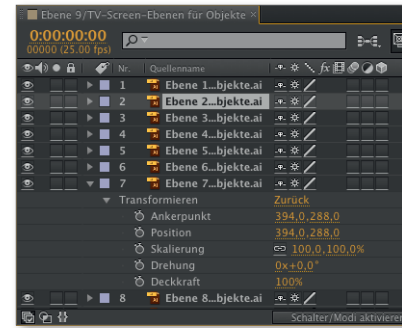 Ebene 9/TV-Screen-Ebenen für Objekte ×
0:00:00:00
00000 (25.00 fps)
Nr. Quellenname
1 Ebene 1...bjekte.ai
2 Ebene 2...bjekte.ai
3 Ebene 3...bjekte.ai
4 Ebene 4...bjekte.ai
5 Ebene 5...bjekte.ai
6 Ebene 6...bjekte.ai
7 Ebene 7...bjekte.ai
Transformieren Zurück
Ankerpunkt 394,0,288,0
Position 394,0,288,0
Skalierung 100,0,100,0%
Drehung 0x+0,0°
Deckkraft 100%
8 Ebene 8...bjekte.ai
Schalter/Modi aktiviere